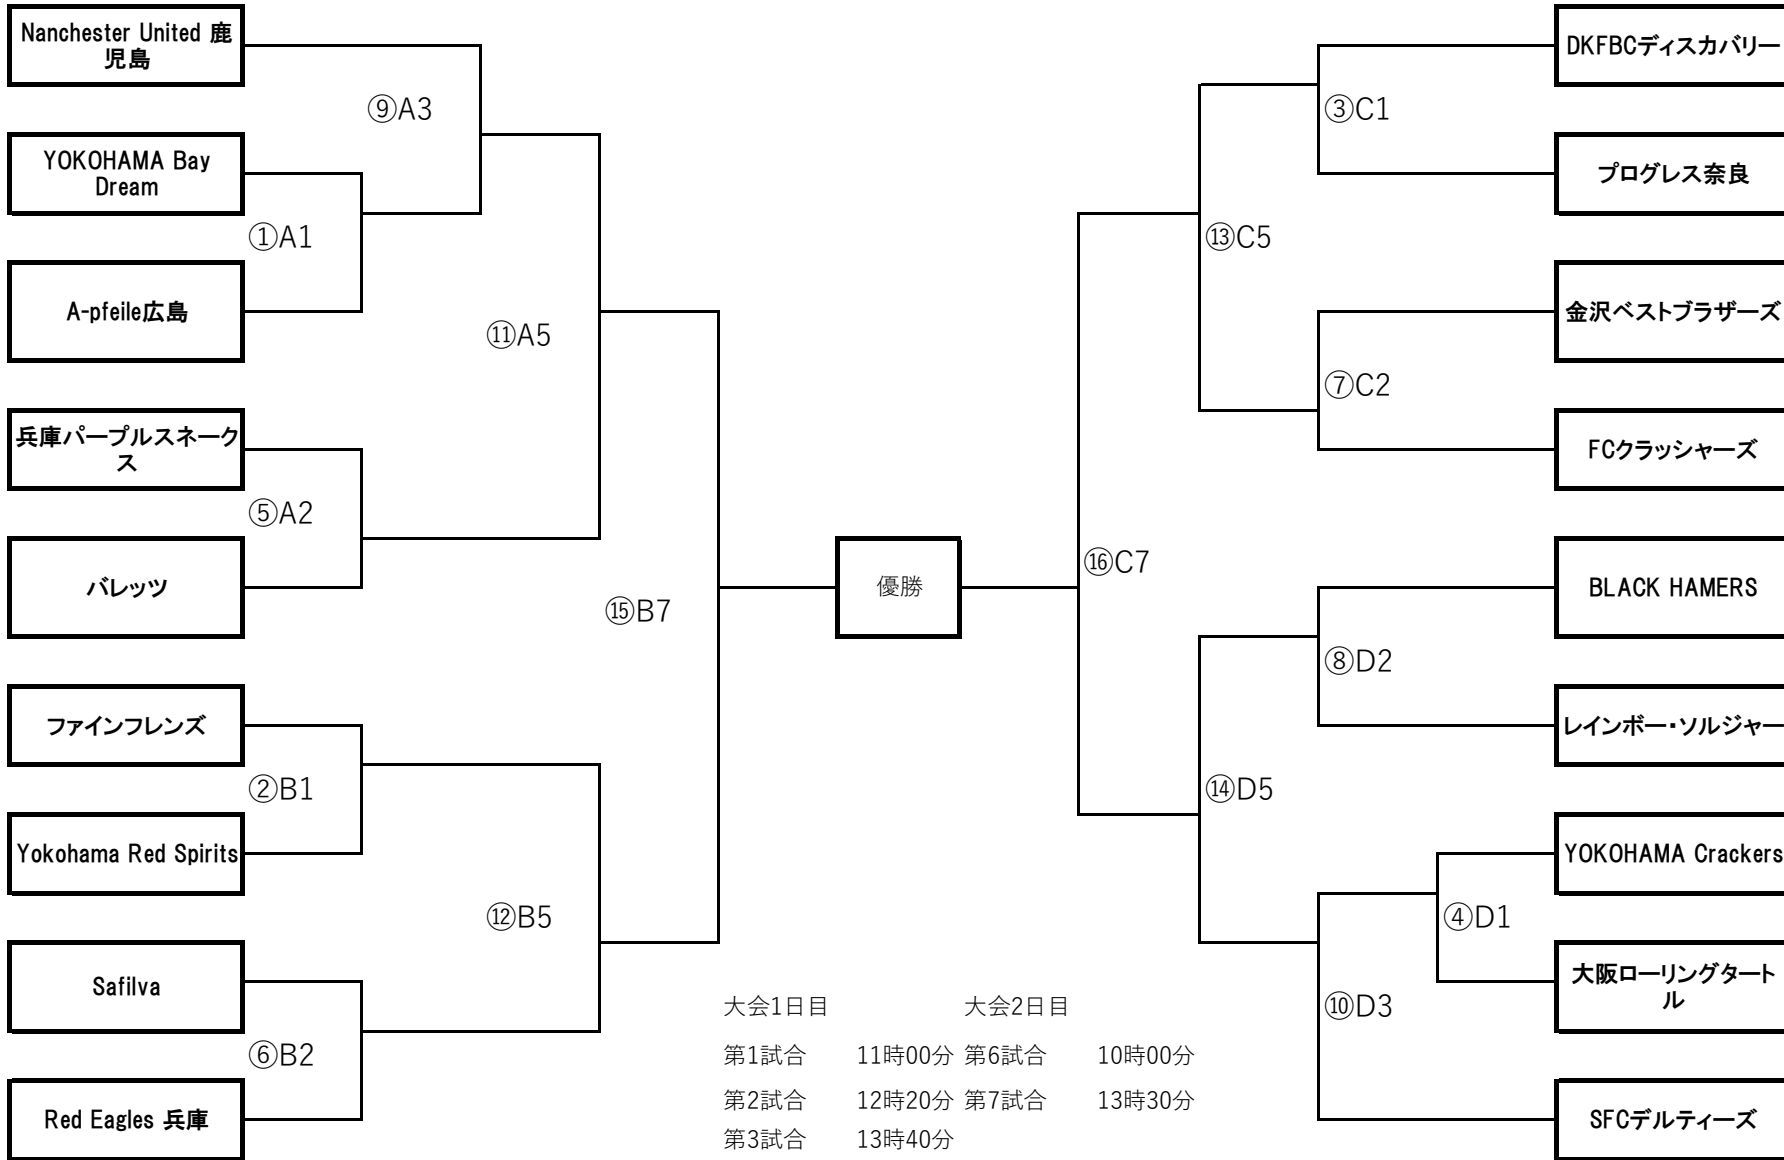 Nanchester United 鹿
児島
⑨A3
YOKOHAMA Bay
Dream
①A1
A-pfeile広島
⑪A5
兵庫パープルスネーク
ス
⑤A2
バレッツ
⑮B7
ファインフレンズ
②B1
Yokohama Red Spirits
⑫B5
Safilva
⑥B2
Red Eagles 兵庫
優勝
DKFBCディスカバリー
③C1
プログレス奈良
⑬C5
金沢ベストブラザーズ
⑦C2
FCクラッシャーズ
⑯C7
BLACK HAMERS
⑧D2
レインボー・ソルジャー
⑭D5
YOKOHAMA Crackers
④D1
大阪ローリングタート
ル
⑩D3
SFCデルティーズ
大会1日目 大会2日目
第1試合 11時00分 第6試合 10時00分
第2試合 12時20分 第7試合 13時30分
第3試合 13時40分